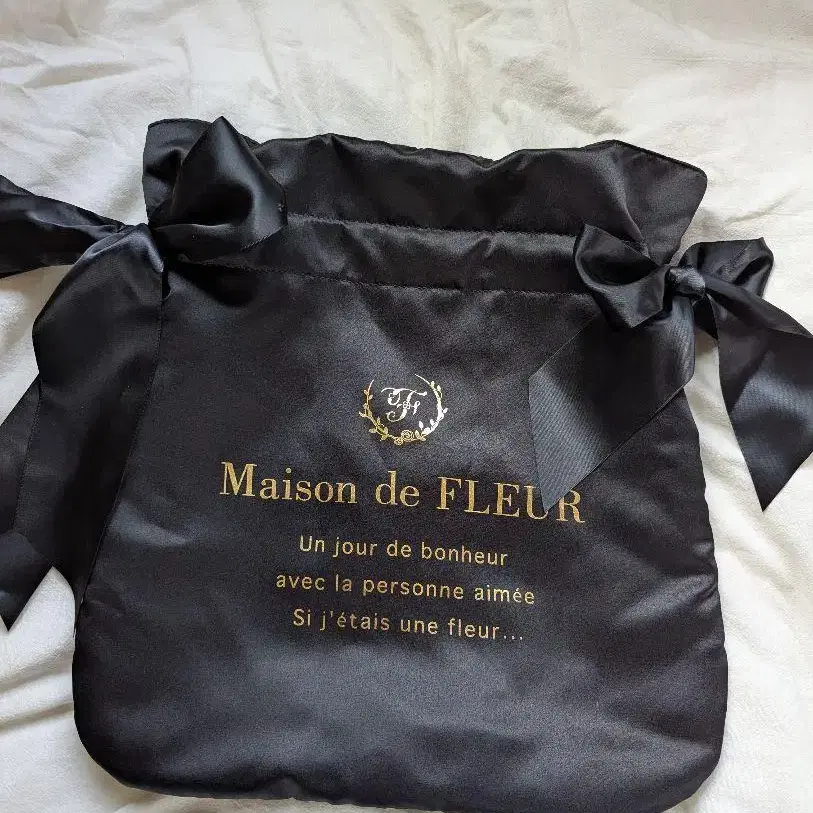 Maison de FLEUR
Un jour de bonheur
avec la personne aimée
Si j'étais une fleur...